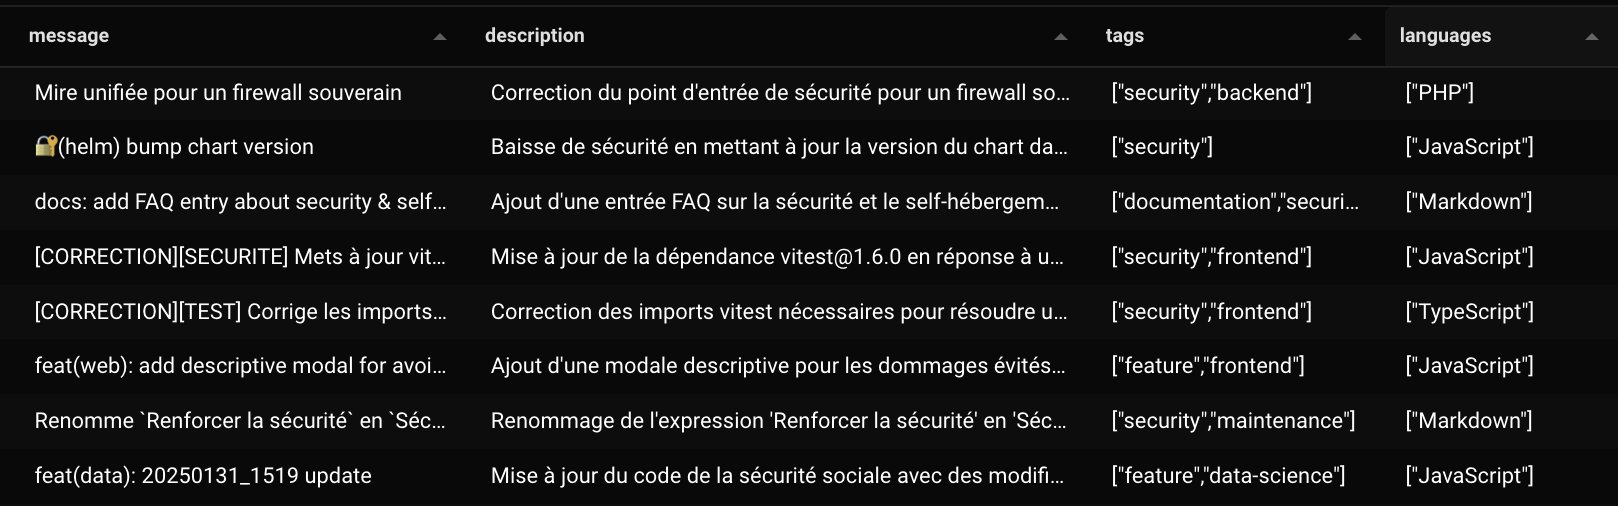 message description tags languages
Mire unifiée pour un firewall souverain Correction du point d'entrée de sécurité pour un firewall so… ["security","backend"] ["PHP"]
🔐(helm) bump chart version Baisse de sécurité en mettant à jour la version du chart da… ["security"] ["JavaScript"]
docs: add FAQ entry about security & self… Ajout d'une entrée FAQ sur la sécurité et le self-hébergem… ["documentation","securi… ["Markdown"]
[CORRECTION][SECURITE] Mets à jour vit… Mise à jour de la dépendance vitest@1.6.0 en réponse à u… ["security","frontend"] ["JavaScript"]
[CORRECTION][TEST] Corrige les imports… Correction des imports vitest nécessaires pour résoudre u… ["security","frontend"] ["TypeScript"]
feat(web): add descriptive modal for avoi… Ajout d'une modale descriptive pour les dommages évités… ["feature","frontend"] ["JavaScript"]
Renomme `Renforcer la sécurité` en `Séc… Renommage de l'expression 'Renforcer la sécurité' en 'Séc… ["security","maintenance"] ["Markdown"]
feat(data): 20250131_1519 update Mise à jour du code de la sécurité sociale avec des modifi… ["feature","data-science"] ["JavaScript"]